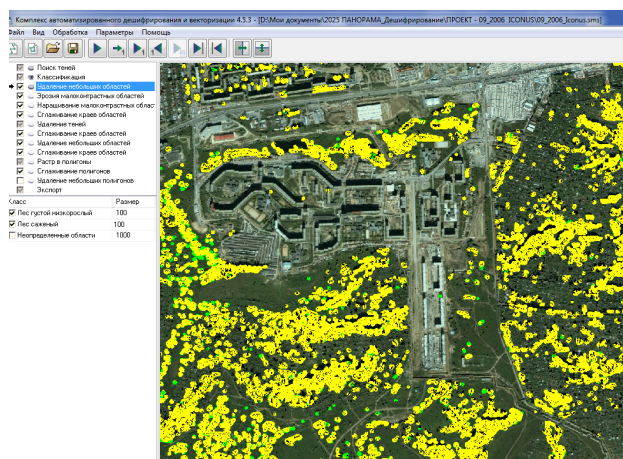 Комплекс автоматизированного дешифрирования и векторизации 4.5.3 - [D:\Мои документы\2025 ПАНОРАМА_Дешифрирование\ПРОЕКТ - 09_2006 ICONUS\09_2006_Iconus.sms]
Файл Вид Обработка Параметры Помощь
Поиск теней
Классификация
Удаление небольших областей
Эрозия малоконтрастных областей
Наращивание малоконтрастных област
Сглаживание краев областей
Удаление теней
Сглаживание краев областей
Удаление небольших областей
Сглаживание краев областей
Растр в полигоны
Сглаживание полигонов
Удаление небольших полигонов
Экспорт
Класс Размер
Лес густой низкорослый 100
Лес саженый 100
Неопределенные области 1000